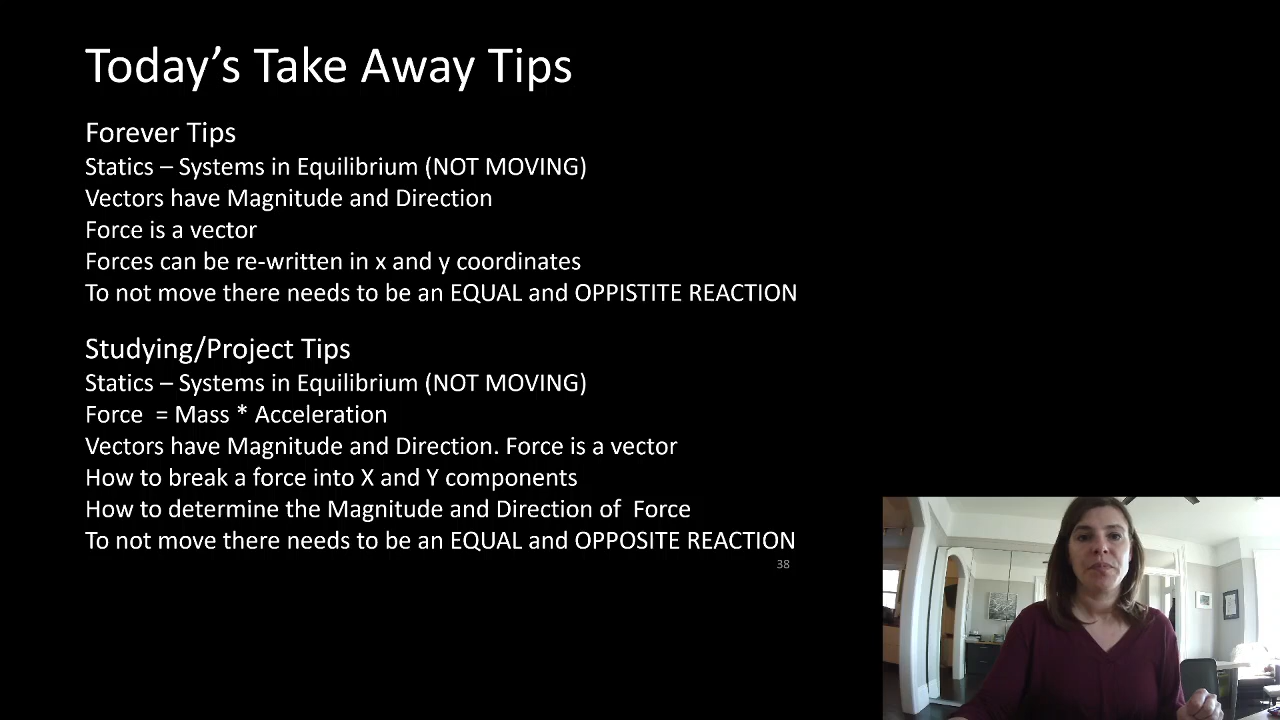 Today’s Take Away Tips
Forever Tips
Statics – Systems in Equilibrium (NOT MOVING)
Vectors have Magnitude and Direction
Force is a vector
Forces can be re-written in x and y coordinates
To not move there needs to be an EQUAL and OPPISTITE REACTION
Studying/Project Tips
Statics – Systems in Equilibrium (NOT MOVING)
Force  = Mass * Acceleration
Vectors have Magnitude and Direction. Force is a vector
How to break a force into X and Y components
How to determine the Magnitude and Direction of  Force
To not move there needs to be an EQUAL and OPPOSITE REACTION
38